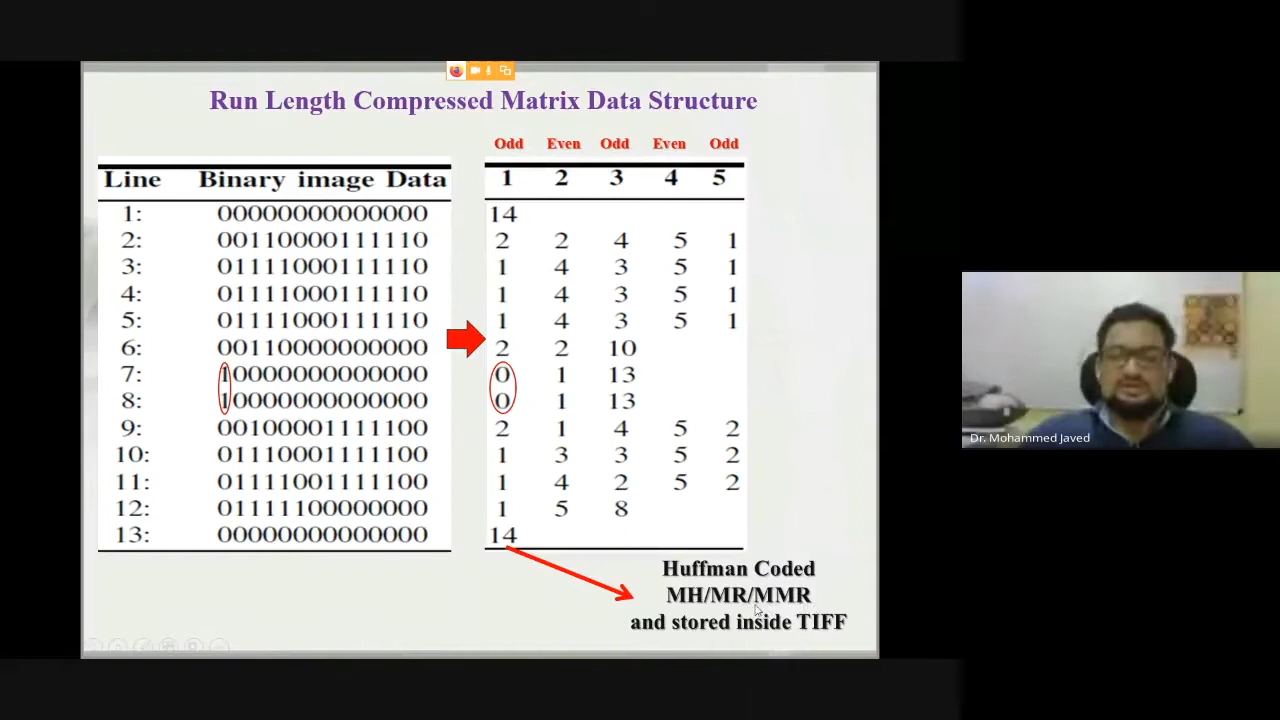 Run Length Compressed Matrix Data Structure
Odd Even Odd Even Odd
Line Binary image Data 1 2 3 4 5
1: 00000000000000 14
2: 00110000111110 2 2 4 5 1
3: 01111000111110 1 4 3 5 1
4: 01111000111110 1 4 3 5 1
5: 01111000111110 1 4 3 5 1
6: 00110000000000 2 2 10
7: 10000000000000 0 1 13
8: 10000000000000 0 1 13
9: 00100001111100 2 1 4 5 2
10: 01110001111100 1 3 3 5 2
11: 01111001111100 1 4 2 5 2
12: 01111100000000 1 5 8
13: 00000000000000 14
Huffman Coded
MH/MR/MMR
and stored inside TIFF
Dr. Mohammed Javed